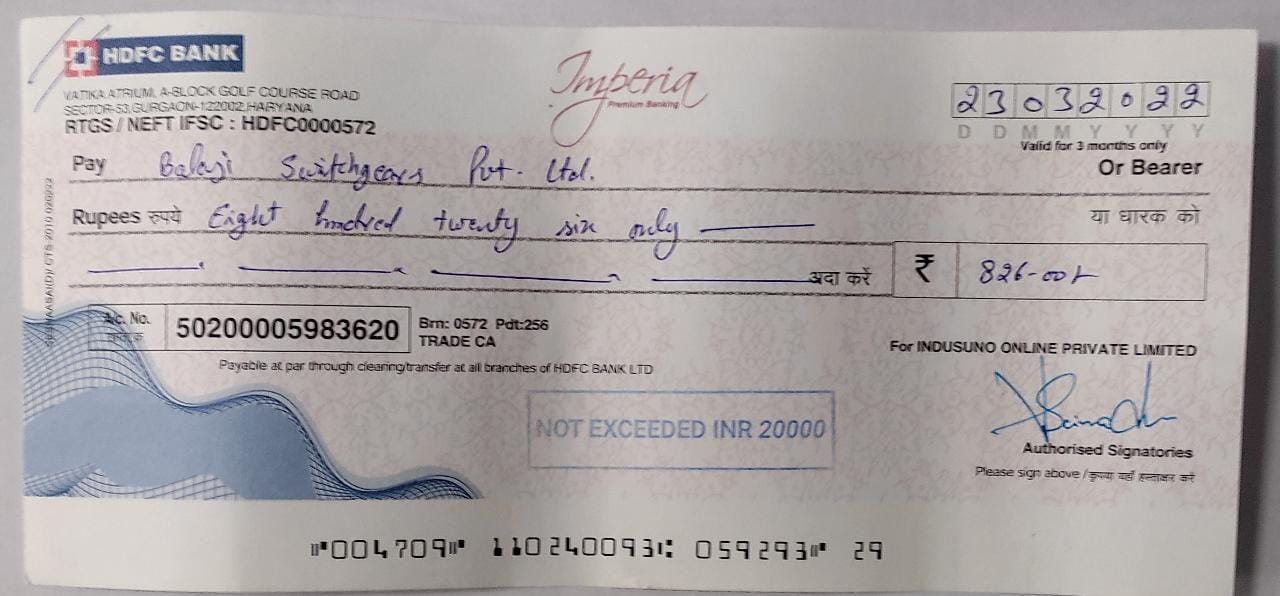 HDFC BANK
Imperia
Premium Banking
VATIKA ATRIUM, A-BLOCK GOLF COURSE ROAD
SECTOR-53, GURGAON-122002, HARYANA
RTGS / NEFT IFSC : HDFC0000572
23032022
D D M M Y Y Y Y
Valid for 3 months only
Pay Balaji Switchgears Pvt. Ltd. Or Bearer
Rupees रुपये Eight hundred twenty six only या धारक को
अदा करें ₹ 826-00/-
A/c. No. 50200005983620 Brn: 0572 Pdt:256
TRADE CA
Payable at par through clearing/transfer at all branches of HDFC BANK LTD
For INDUSUNO ONLINE PRIVATE LIMITED
NOT EXCEEDED INR 20000
Authorised Signatories
Please sign above / कृपया यहाँ हस्ताक्षर करें
⑈004709⑈ 110240093⑆ 059293⑈ 29